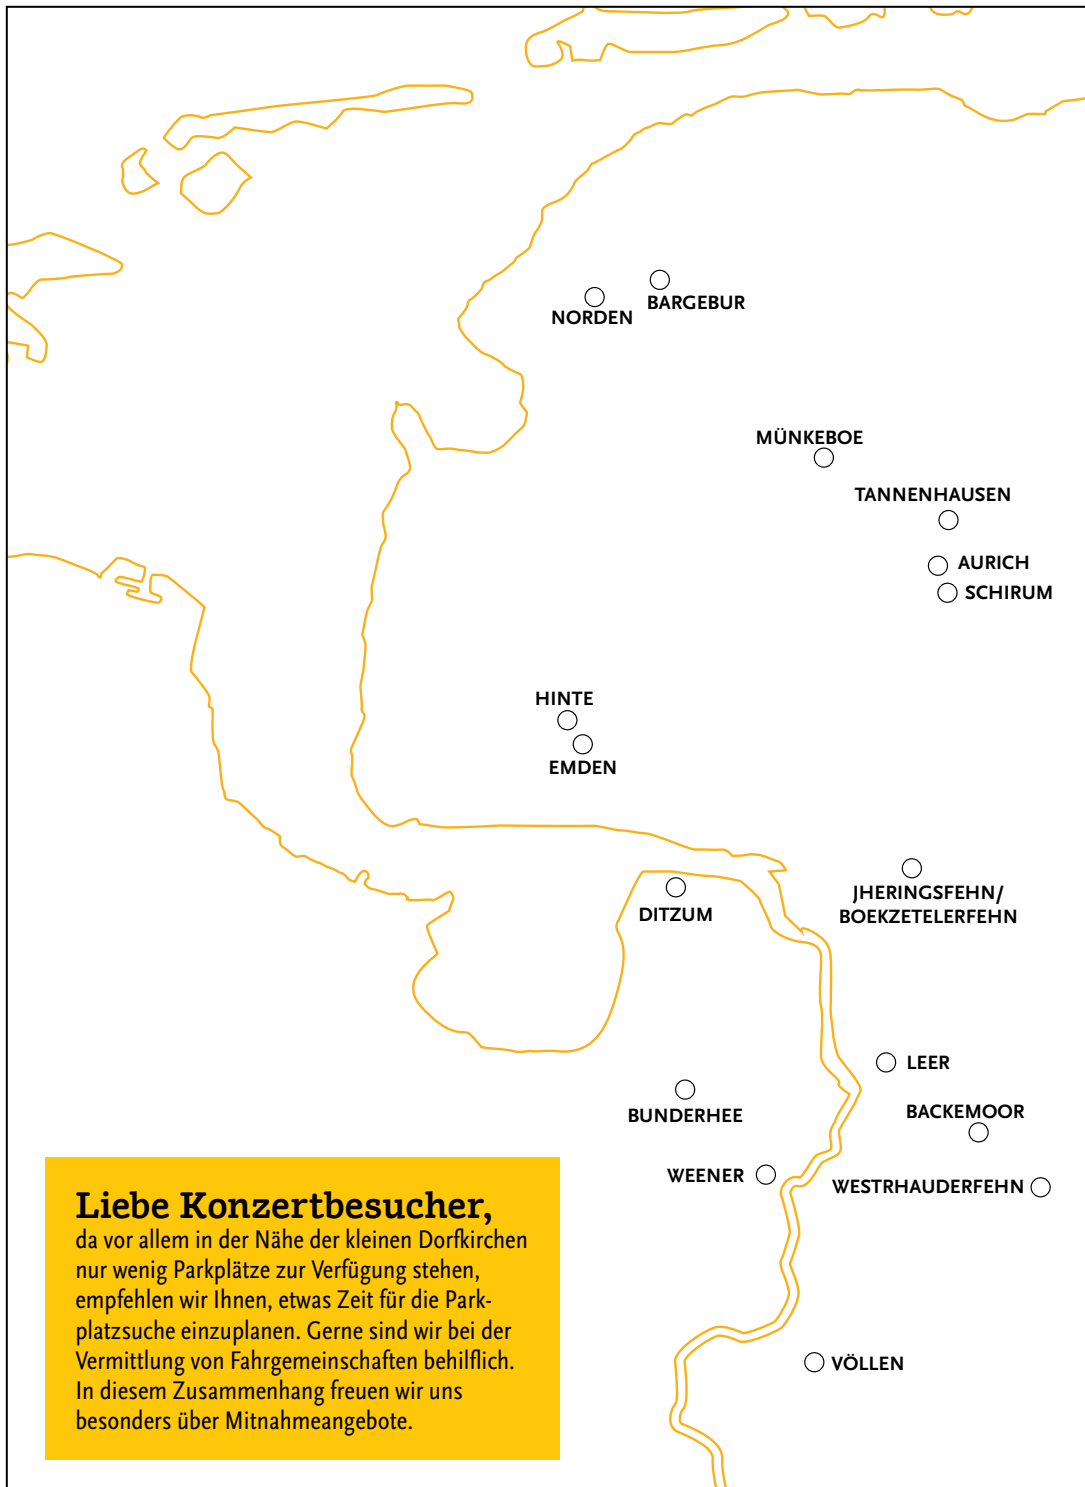 BARGEBUR
NORDEN
MÜNKEBOE
TANNENHAUSEN
AURICH
SCHIRUM
HINTE
EMDEN
DITZUM
JHERINGSFEHN/
BOEKZETELERFEHN
LEER
BUNDERHEE
BACKEMOOR
WEENER
WESTRHAUDERFEHN
VÖLLEN
Liebe Konzertbesucher,
da vor allem in der Nähe der kleinen Dorfkirchen
nur wenig Parkplätze zur Verfügung stehen,
empfehlen wir Ihnen, etwas Zeit für die Park-
platzsuche einzuplanen. Gerne sind wir bei der
Vermittlung von Fahrgemeinschaften behilflich.
In diesem Zusammenhang freuen wir uns
besonders über Mitnahmeangebote.